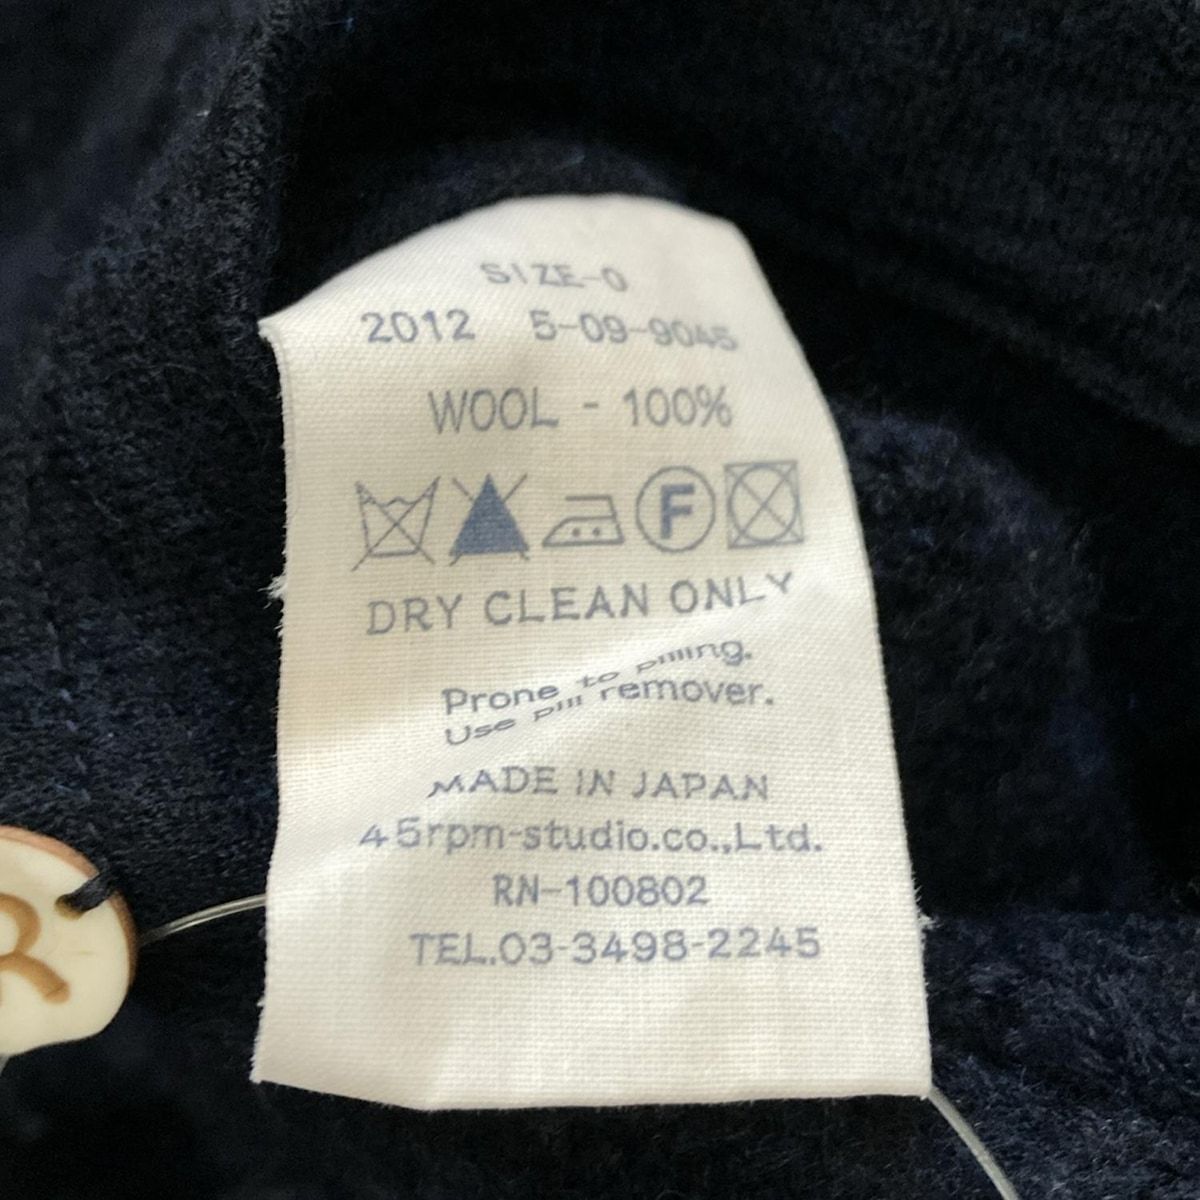 SIZE-0
2012 5-09-9045
WOOL - 100%
F
DRY CLEAN ONLY
Prone to pilling.
Use pill remover.
MADE IN JAPAN
45rpm-studio.co.,Ltd.
RN-100802
TEL.03-3498-2245
R